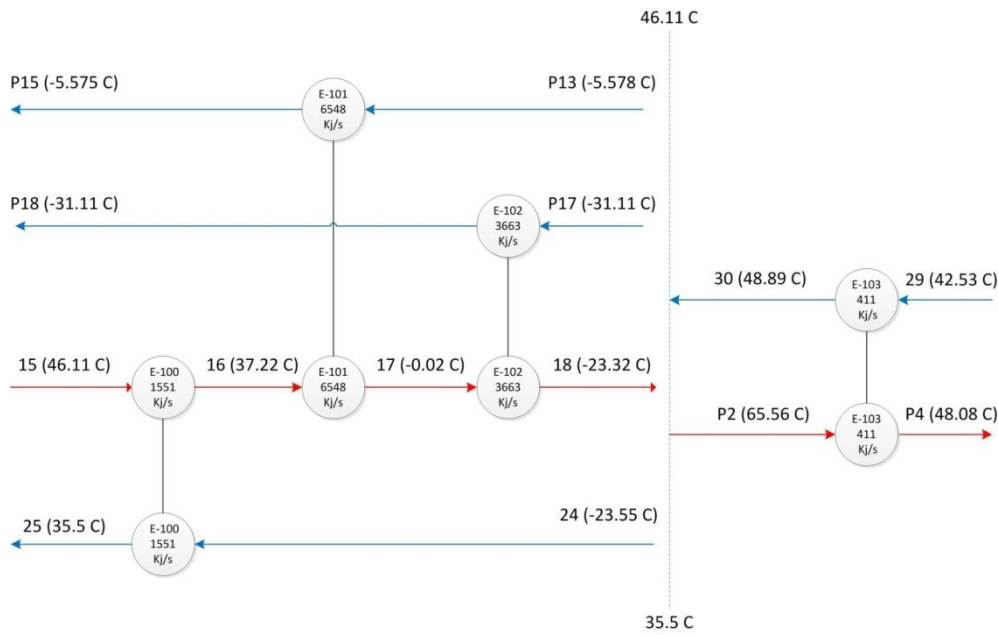 46.11 C
P15 (-5.575 C)
E-101
6548
Kj/s
P13 (-5.578 C)
P18 (-31.11 C)
E-102
3663
Kj/s
P17 (-31.11 C)
30 (48.89 C)
E-103
411
Kj/s
29 (42.53 C)
15 (46.11 C)
E-100
1551
Kj/s
16 (37.22 C)
E-101
6548
Kj/s
17 (-0.02 C)
E-102
3663
Kj/s
18 (-23.32 C)
P2 (65.56 C)
E-103
411
Kj/s
P4 (48.08 C)
25 (35.5 C)
E-100
1551
Kj/s
24 (-23.55 C)
35.5 C